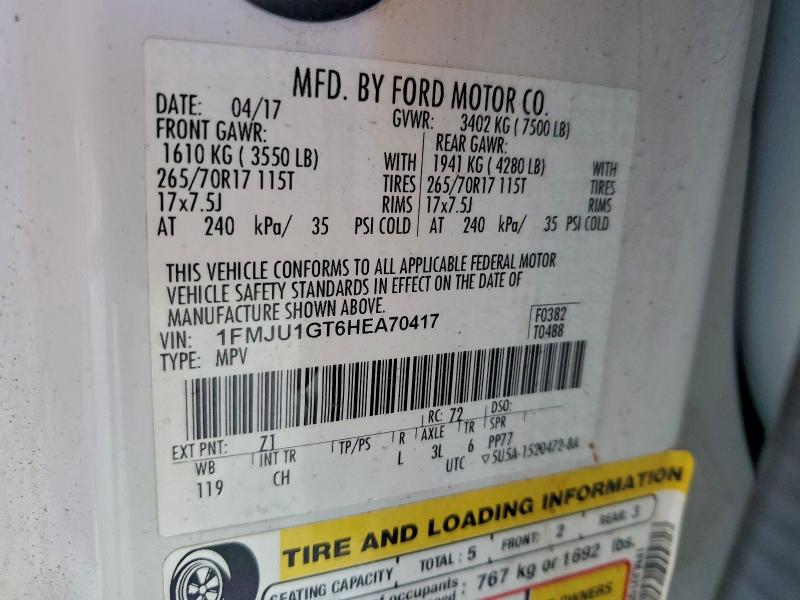 MFD. BY FORD MOTOR CO.
DATE: 04/17 GVWR: 3402 KG ( 7500 LB)
FRONT GAWR: REAR GAWR:
1610 KG ( 3550 LB) WITH 1941 KG ( 4280 LB) WITH
265/70R17 115T TIRES 265/70R17 115T TIRES
17x7.5J RIMS 17x7.5J RIMS
AT 240 kPa/ 35 PSI COLD AT 240 kPa/ 35 PSI COLD
THIS VEHICLE CONFORMS TO ALL APPLICABLE FEDERAL MOTOR
VEHICLE SAFETY STANDARDS IN EFFECT ON THE DATE OF
MANUFACTURE SHOWN ABOVE.
VIN: 1FMJU1GT6HEA70417 F0382
TYPE: MPV T0488
EXT PNT: Z1 RC: 72 DSO:
WB INT TR TP/PS R AXLE TR SPR
119 CH L 3L 6 PP77
UTC ▽5U5A-1520472-BA
TIRE AND LOADING INFORMATION
SEATING CAPACITY TOTAL : 5 FRONT: 2 REAR: 3
occupants : 767 kg or 1692 lbs.
OWNERS